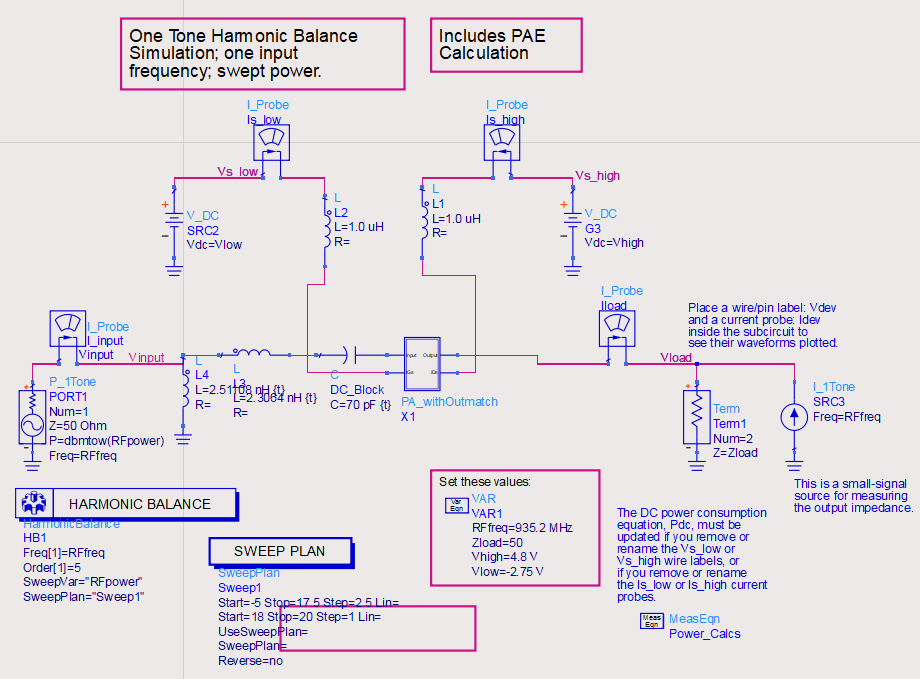 One Tone Harmonic Balance
Simulation; one input
frequency; swept power.
Includes PAE
Calculation
I_Probe
Is_low
I_Probe
Is_high
Vs_low
Vs_high
V_DC
SRC2
Vdc=Vlow
L
L2
L=1.0 uH
R=
L
L1
L=1.0 uH
R=
V_DC
G3
Vdc=Vhigh
I_Probe
I_input
Vinput
Vinput
I_Probe
Iload
Place a wire/pin label: Vdev
and a current probe: Idev
inside the subcircuit to
see their waveforms plotted.
Vload
P_1Tone
PORT1
Num=1
Z=50 Ohm
P=dbmtow(RFpower)
Freq=RFfreq
L
L4
L=2.51108 nH {t}
R=
L
L3
L=2.3064 nH {t}
R=
C
DC_Block
C=70 pF {t}
Input
Output
PA_withOutmatch
X1
Term
Term1
Num=2
Z=Zload
I_1Tone
SRC3
Freq=RFfreq
This is a small-signal
source for measuring
the output impedance.
HARMONIC BALANCE
HarmonicBalance
HB1
Freq[1]=RFfreq
Order[1]=5
SweepVar="RFpower"
SweepPlan="Sweep1"
SWEEP PLAN
SweepPlan
Sweep1
Start=-5 Stop=17.5 Step=2.5 Lin=
Start=18 Stop=20 Step=1 Lin=
UseSweepPlan=
SweepPlan=
Reverse=no
Set these values:
Var
Eqn
VAR
VAR1
RFfreq=935.2 MHz
Zload=50
Vhigh=4.8 V
Vlow=-2.75 V
The DC power consumption
equation, Pdc, must be
updated if you remove or
rename the Vs_low or
Vs_high wire labels, or
if you remove or rename
the Is_low or Is_high current
probes.
Meas
Eqn
MeasEqn
Power_Calcs